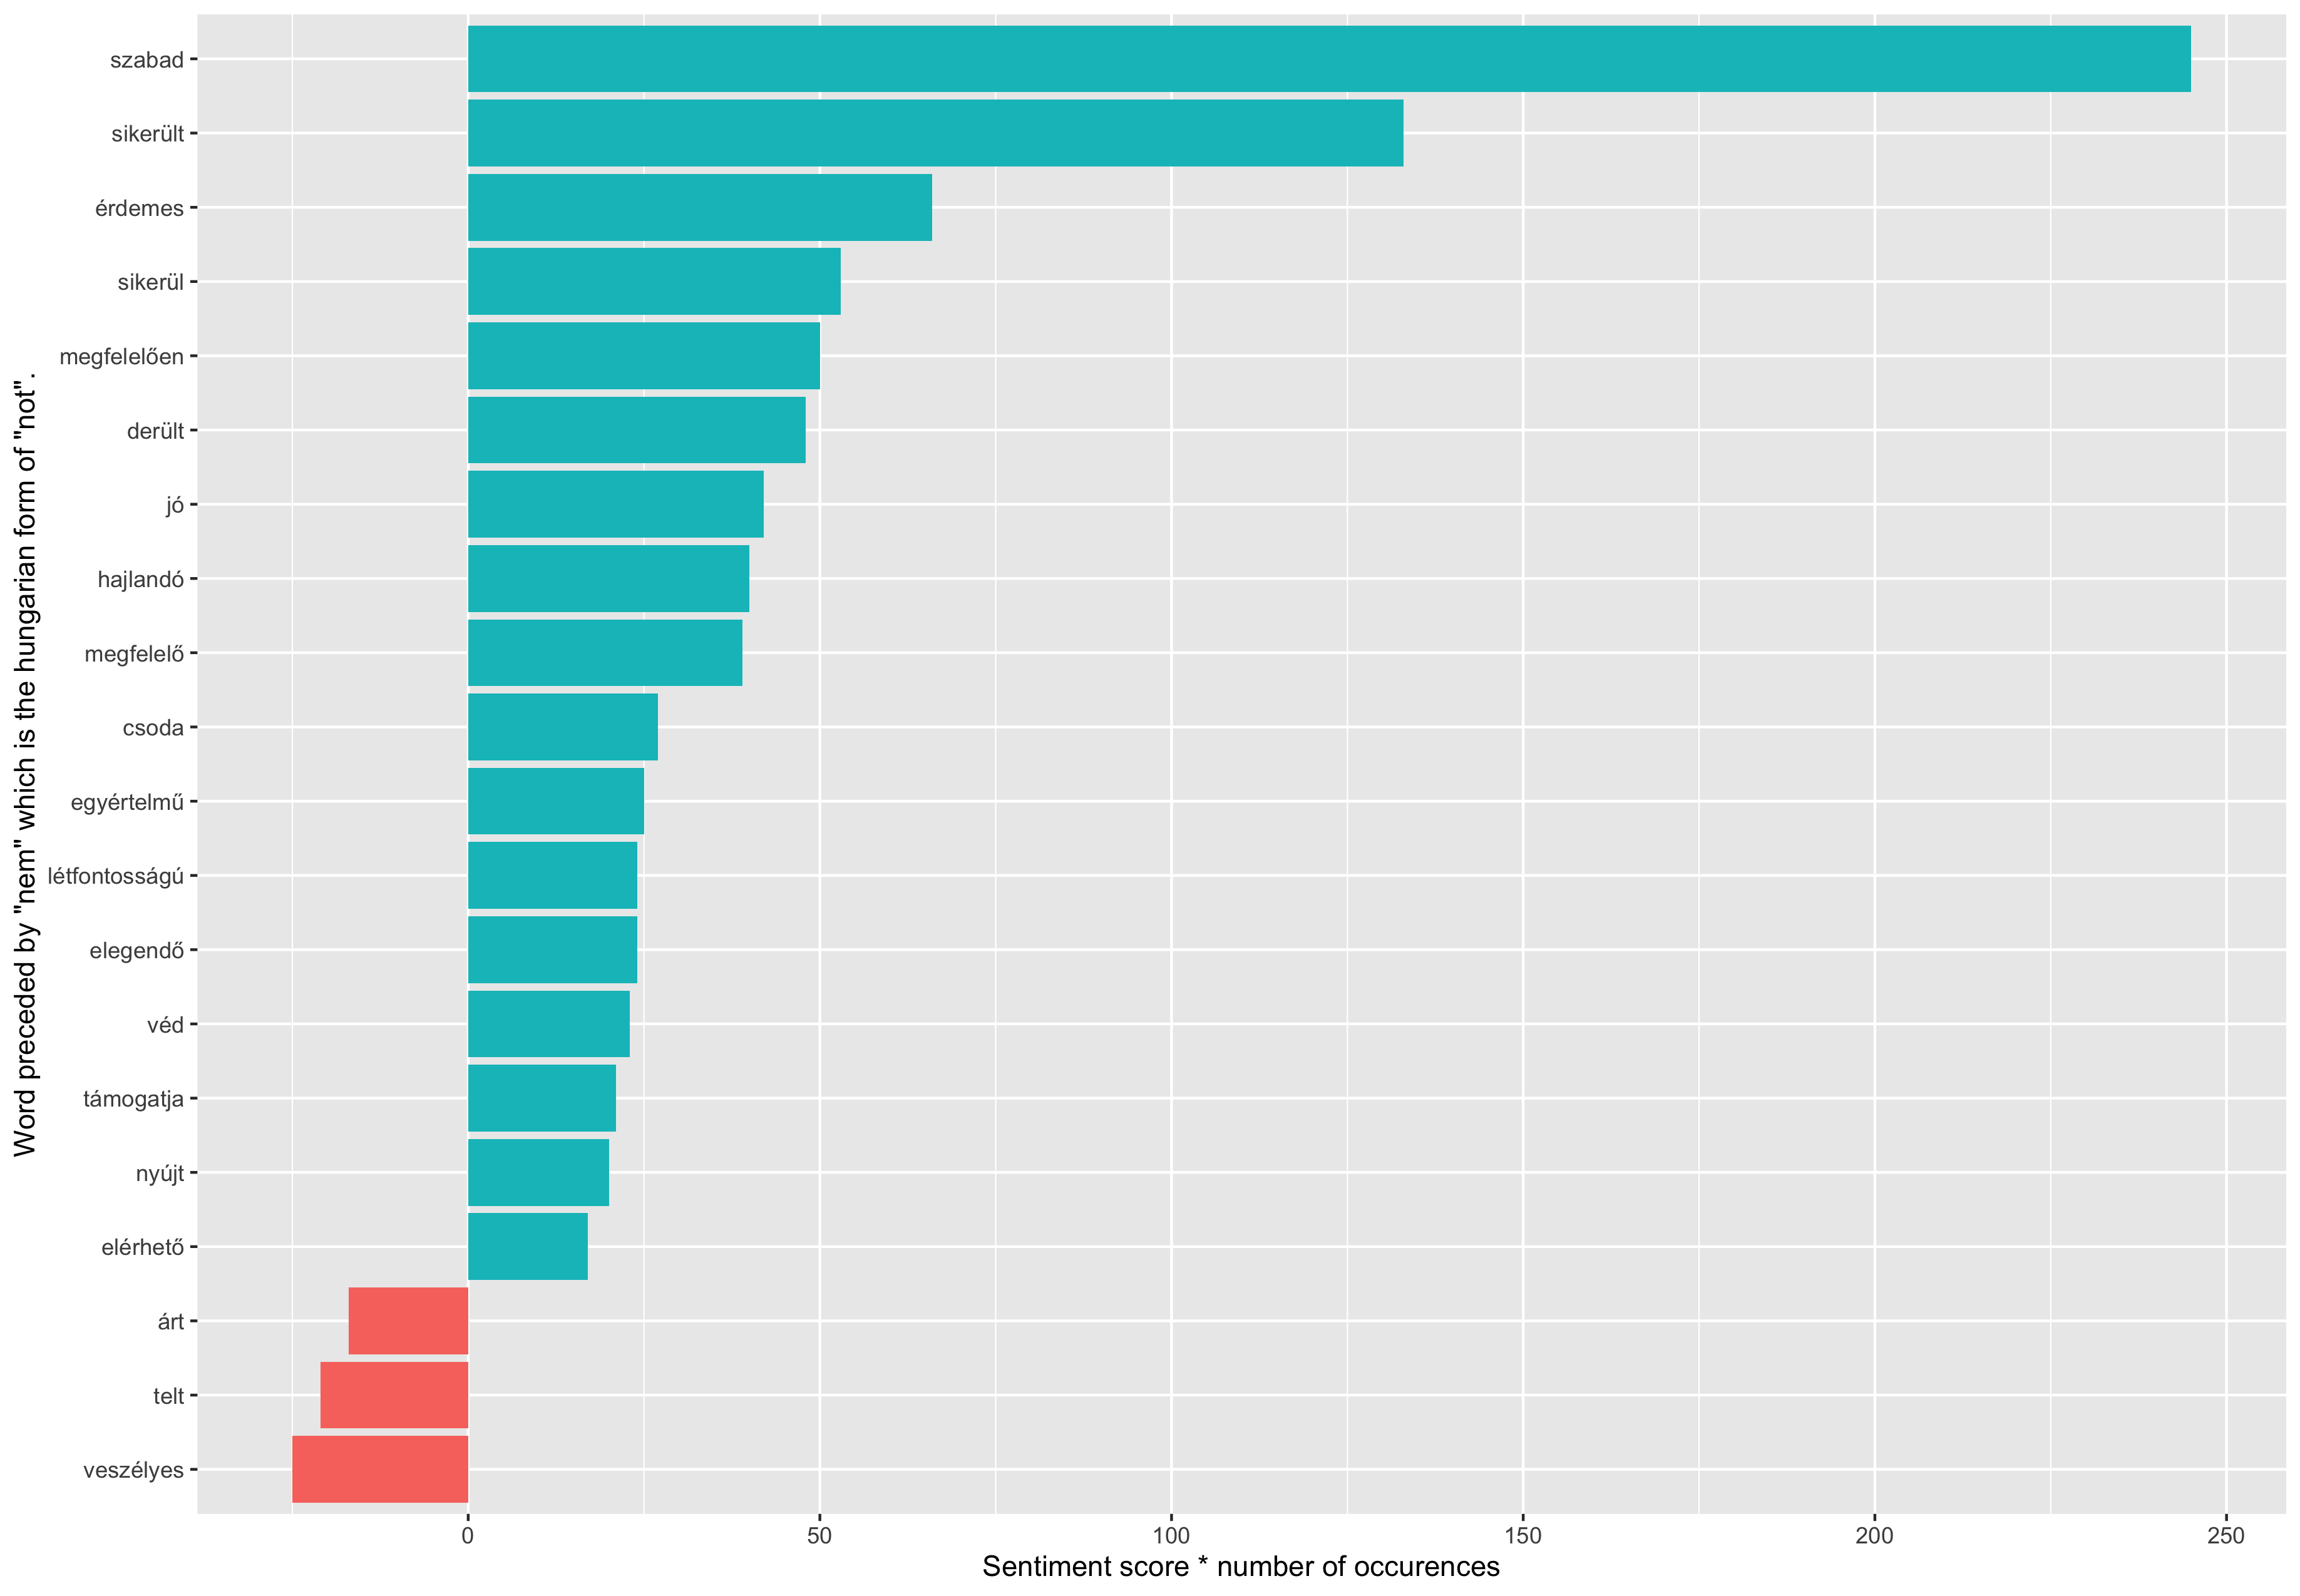 Word preceded by "nem" which is the hungarian form of "not".
szabad
sikerült
érdemes
sikerül
megfelelően
derült
jó
hajlandó
megfelelő
csoda
egyértelmű
létfontosságú
elegendő
véd
támogatja
nyújt
elérhető
árt
telt
veszélyes
0 50 100 150 200 250
Sentiment score * number of occurences